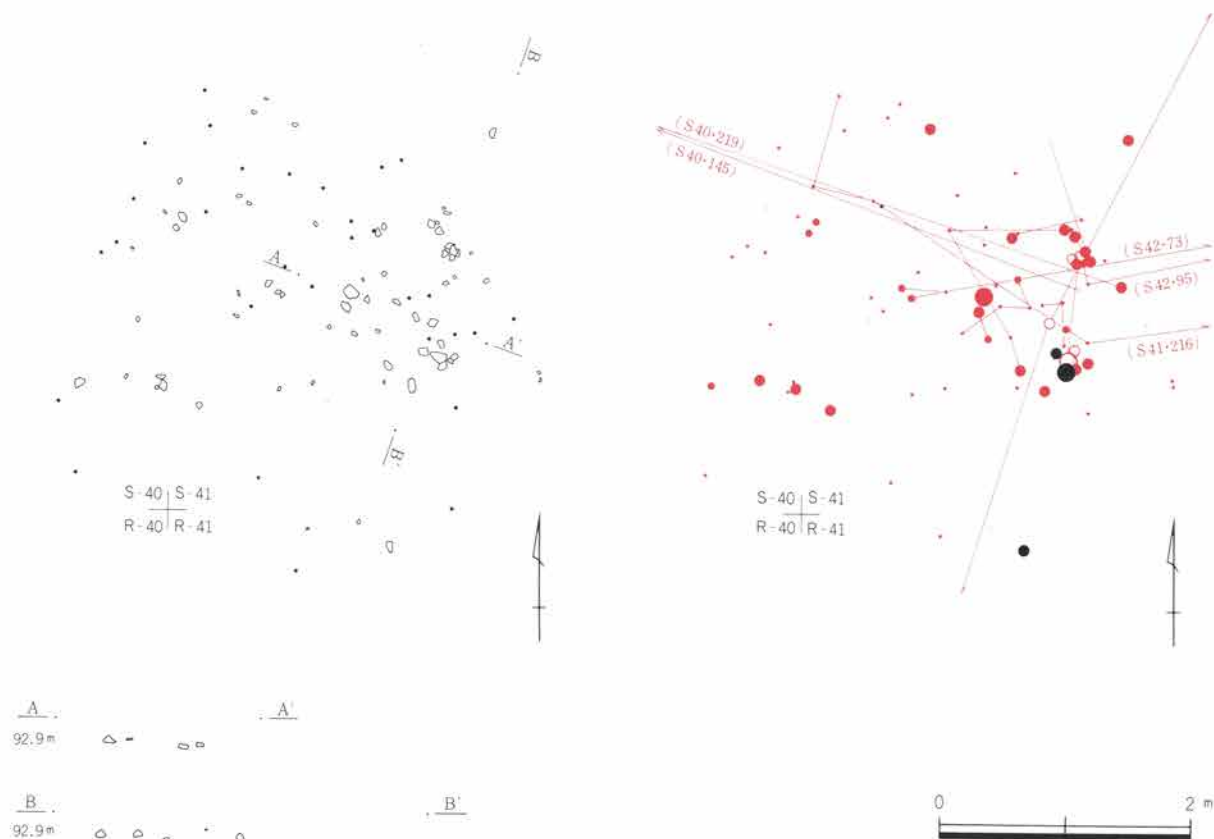 B
(S40·219)
(S40·145)
A
(S42·73)
(S42·95)
A'
(S41·216)
B'
S-40 S-41
R-40 R-41
S-40 S-41
R-40 R-41
A A'
92.9m
B B'
92.9m
0 2 m